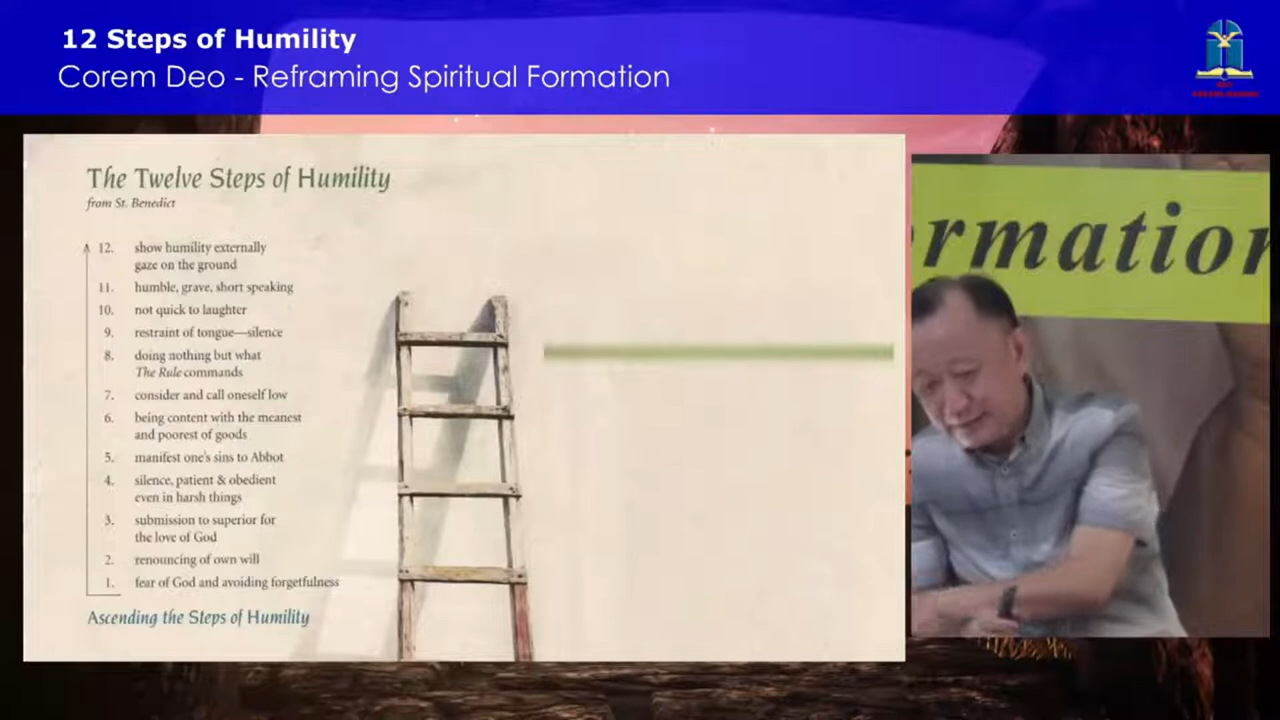 12 Steps of Humility
Corem Deo - Reframing Spiritual Formation
The Twelve Steps of Humility
from St. Benedict
12. show humility externally
gaze on the ground
11. humble, grave, short speaking
10. not quick to laughter
9. restraint of tongue—silence
8. doing nothing but what
The Rule commands
7. consider and call oneself low
6. being content with the meanest
and poorest of goods
5. manifest one's sins to Abbot
4. silence, patient & obedient
even in harsh things
3. submission to superior for
the love of God
2. renouncing of own will
1. fear of God and avoiding forgetfulness
Ascending the Steps of Humility
ormation